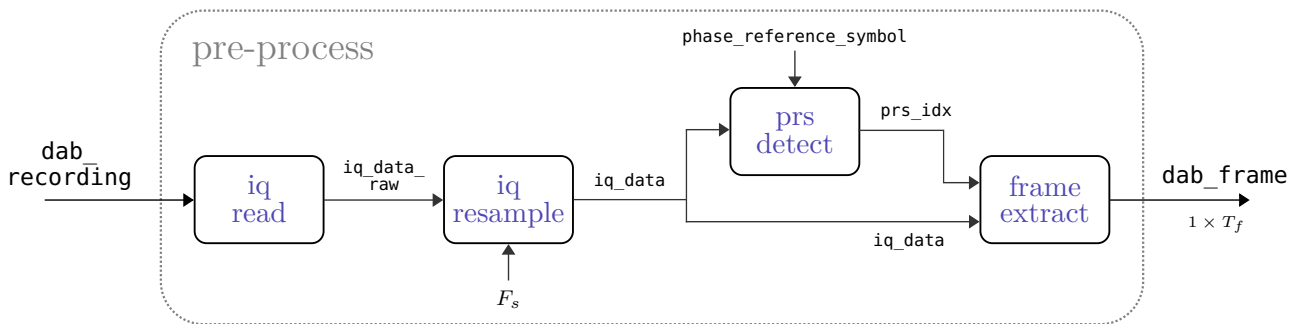 pre-process
phase_reference_symbol
prs
detect
prs_idx
dab_
recording
iq
read
iq_data_
raw
iq
resample
iq_data
frame
extract
dab_frame
1 × T_f
iq_data
F_s